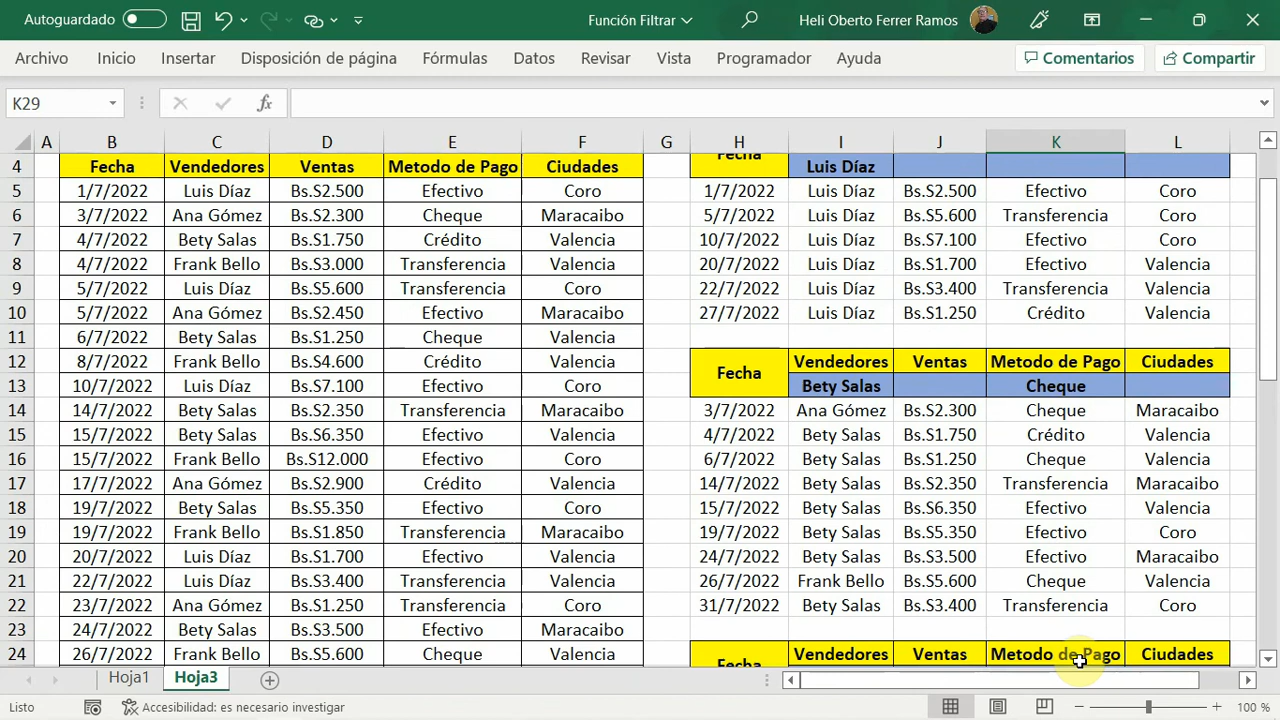 Autoguardado Función Filtrar Heli Oberto Ferrer Ramos
Archivo Inicio Insertar Disposición de página Fórmulas Datos Revisar Vista Programador Ayuda Comentarios Compartir
K29 fx
A B C D E F G H I J K L
4 Fecha Vendedores Ventas Metodo de Pago Ciudades Fecha Luis Díaz
5 1/7/2022 Luis Díaz Bs.S2.500 Efectivo Coro 1/7/2022 Luis Díaz Bs.S2.500 Efectivo Coro
6 3/7/2022 Ana Gómez Bs.S2.300 Cheque Maracaibo 5/7/2022 Luis Díaz Bs.S5.600 Transferencia Coro
7 4/7/2022 Bety Salas Bs.S1.750 Crédito Valencia 10/7/2022 Luis Díaz Bs.S7.100 Efectivo Coro
8 4/7/2022 Frank Bello Bs.S3.000 Transferencia Valencia 20/7/2022 Luis Díaz Bs.S1.700 Efectivo Valencia
9 5/7/2022 Luis Díaz Bs.S5.600 Transferencia Coro 22/7/2022 Luis Díaz Bs.S3.400 Transferencia Valencia
10 5/7/2022 Ana Gómez Bs.S2.450 Efectivo Maracaibo 27/7/2022 Luis Díaz Bs.S1.250 Crédito Valencia
11 6/7/2022 Bety Salas Bs.S1.250 Cheque Valencia
12 8/7/2022 Frank Bello Bs.S4.600 Crédito Valencia Fecha Vendedores Ventas Metodo de Pago Ciudades
13 10/7/2022 Luis Díaz Bs.S7.100 Efectivo Coro Bety Salas Cheque
14 14/7/2022 Bety Salas Bs.S2.350 Transferencia Maracaibo 3/7/2022 Ana Gómez Bs.S2.300 Cheque Maracaibo
15 15/7/2022 Bety Salas Bs.S6.350 Efectivo Valencia 4/7/2022 Bety Salas Bs.S1.750 Crédito Valencia
16 15/7/2022 Frank Bello Bs.S12.000 Efectivo Coro 6/7/2022 Bety Salas Bs.S1.250 Cheque Valencia
17 17/7/2022 Ana Gómez Bs.S2.900 Crédito Valencia 14/7/2022 Bety Salas Bs.S2.350 Transferencia Maracaibo
18 19/7/2022 Bety Salas Bs.S5.350 Efectivo Coro 15/7/2022 Bety Salas Bs.S6.350 Efectivo Valencia
19 19/7/2022 Frank Bello Bs.S1.850 Transferencia Maracaibo 19/7/2022 Bety Salas Bs.S5.350 Efectivo Coro
20 20/7/2022 Luis Díaz Bs.S1.700 Efectivo Valencia 24/7/2022 Bety Salas Bs.S3.500 Efectivo Maracaibo
21 22/7/2022 Luis Díaz Bs.S3.400 Transferencia Valencia 26/7/2022 Frank Bello Bs.S5.600 Cheque Valencia
22 23/7/2022 Ana Gómez Bs.S1.250 Transferencia Coro 31/7/2022 Bety Salas Bs.S3.400 Transferencia Coro
23 24/7/2022 Bety Salas Bs.S3.500 Efectivo Maracaibo
24 26/7/2022 Frank Bello Bs.S5.600 Cheque Valencia Fecha Vendedores Ventas Metodo de Pago Ciudades
Hoja1 Hoja3
Listo Accesibilidad: es necesario investigar 100 %